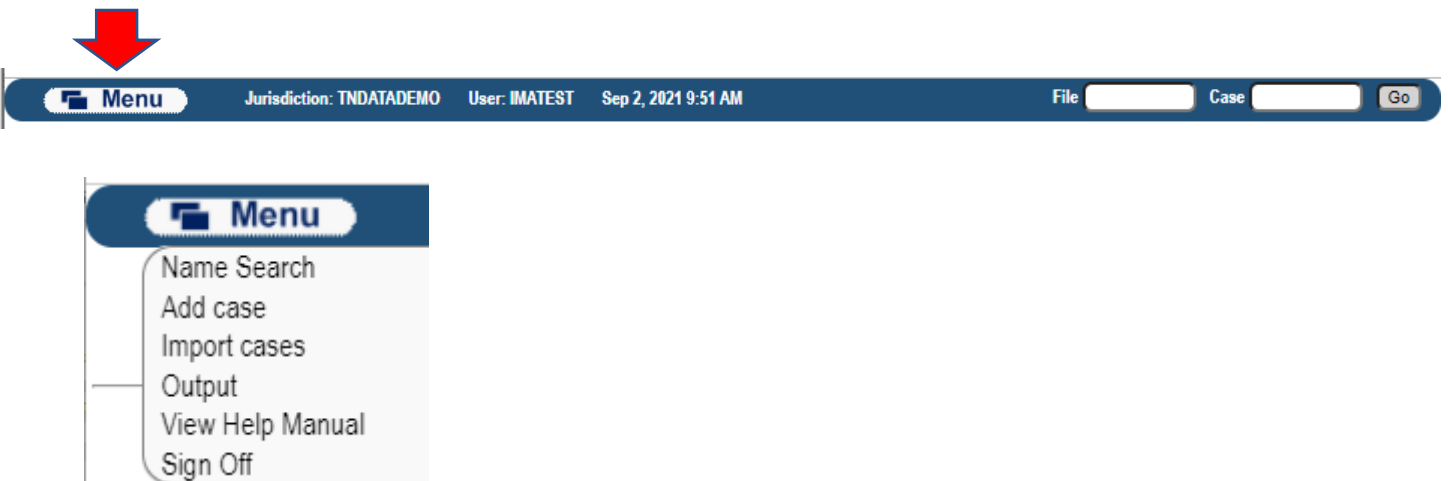 Menu Jurisdiction: TNDATADEMO User: IMATEST Sep 2, 2021 9:51 AM File Case Go
Menu
Name Search
Add case
Import cases
Output
View Help Manual
Sign Off